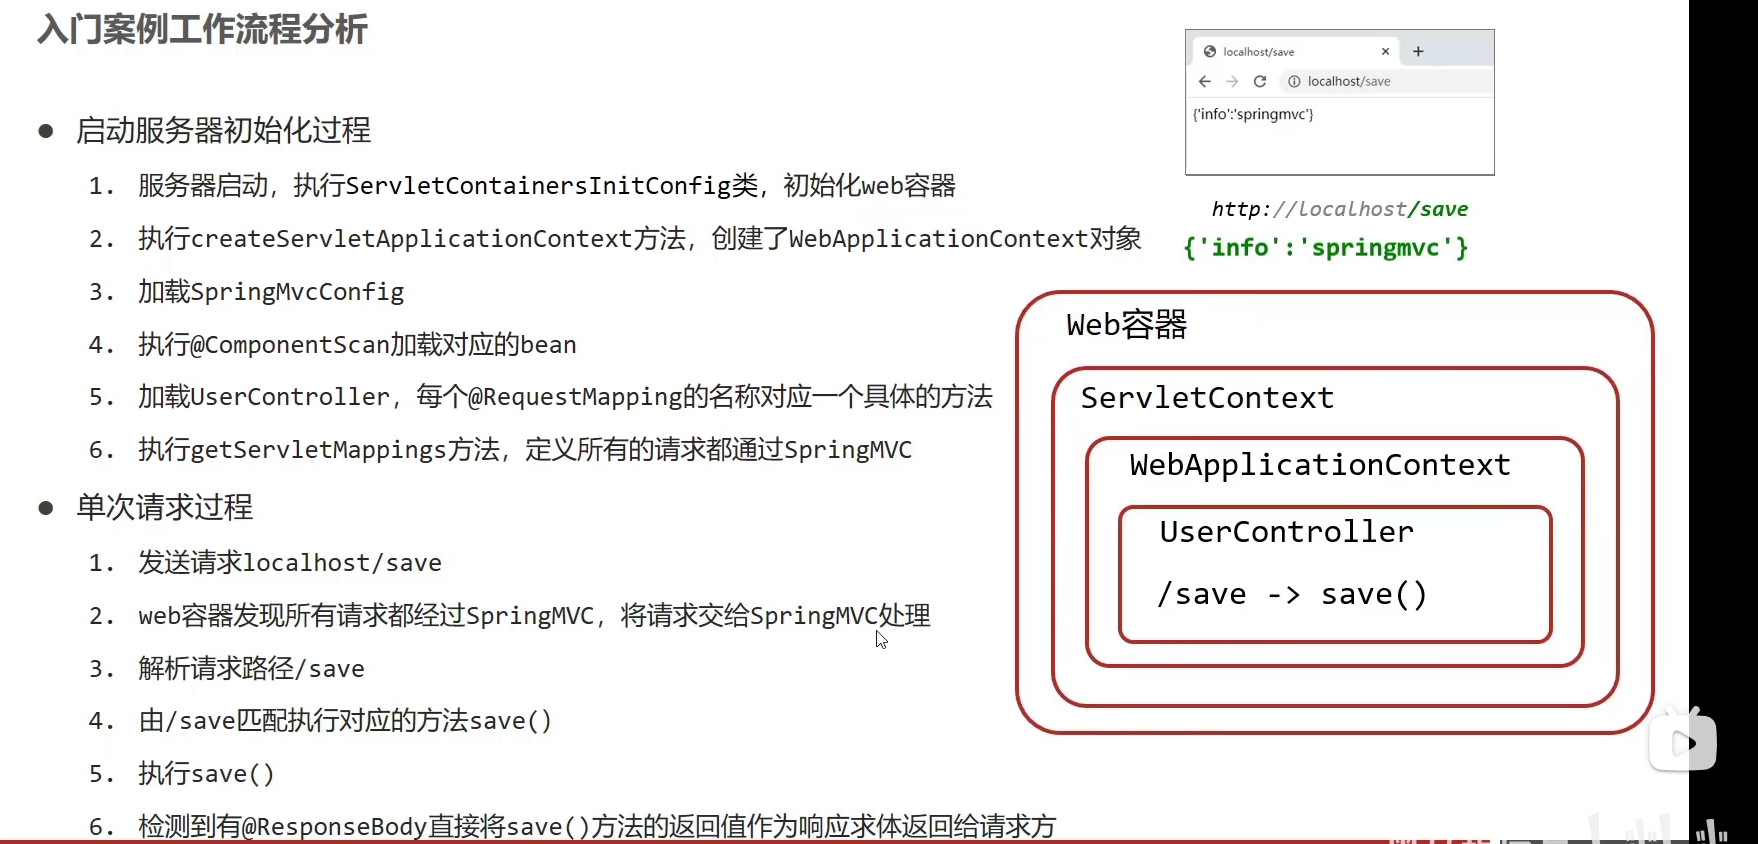 入门案例工作流程分析
● 启动服务器初始化过程
1. 服务器启动，执行ServletContainersInitConfig类，初始化web容器
2. 执行createServletApplicationContext方法，创建了WebApplicationContext对象
3. 加载SpringMvcConfig
4. 执行@ComponentScan加载对应的bean
5. 加载UserController，每个@RequestMapping的名称对应一个具体的方法
6. 执行getServletMappings方法，定义所有的请求都通过SpringMVC
● 单次请求过程
1. 发送请求localhost/save
2. web容器发现所有请求都经过SpringMVC，将请求交给SpringMVC处理
3. 解析请求路径/save
4. 由/save匹配执行对应的方法save()
5. 执行save()
6. 检测到有@ResponseBody直接将save()方法的返回值作为响应求体返回给请求方
localhost/save
localhost/save
{'info':'springmvc'}
http://localhost/save
{'info':'springmvc'}
Web容器
ServletContext
WebApplicationContext
UserController
/save -> save()